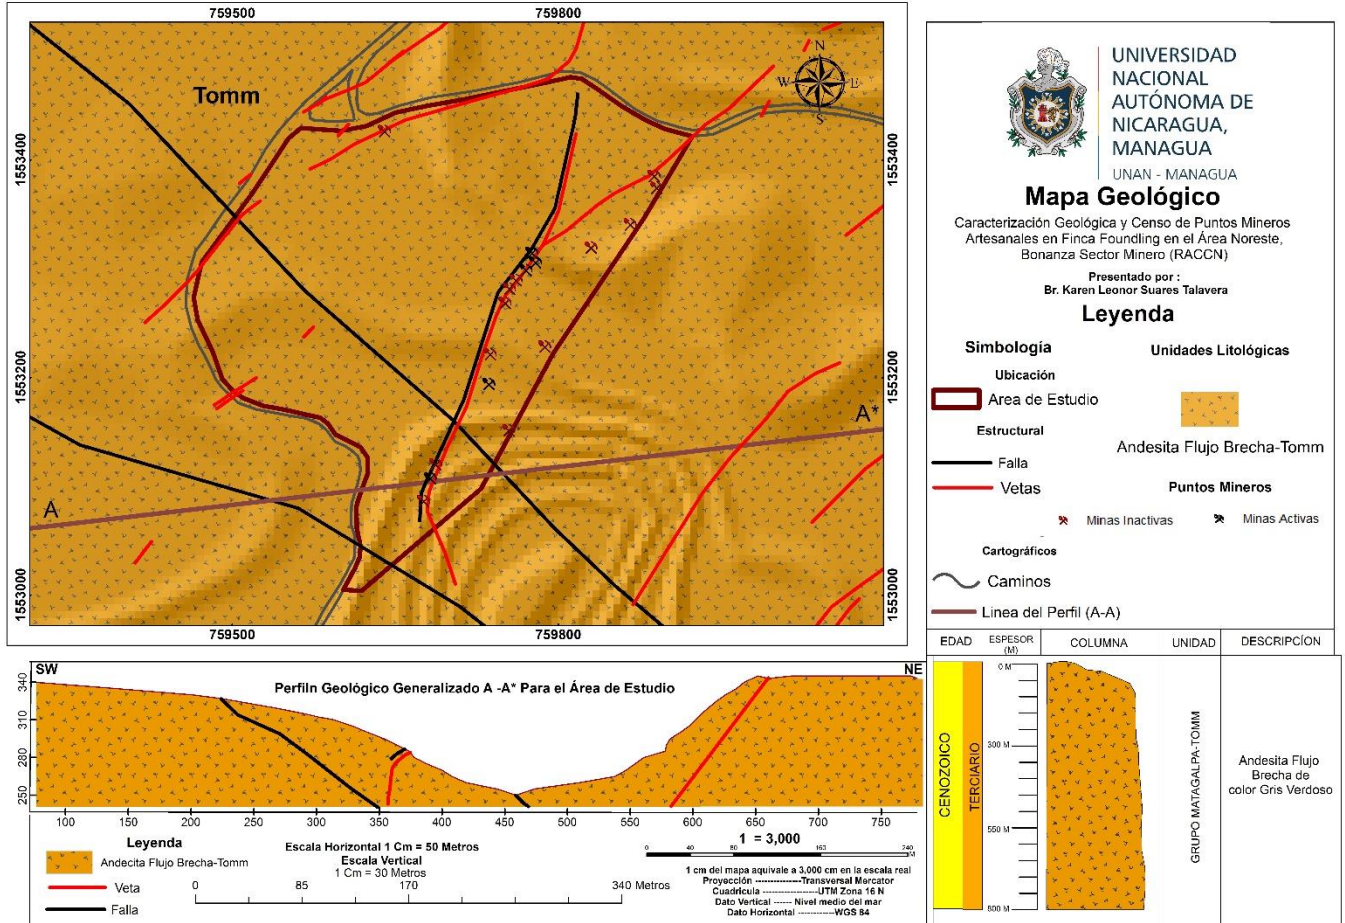 759500
759800
1553400
1553200
1553000
1553400
1553200
1553000
759500
759800
Tomm
N
W
E
S
A
A*
UNIVERSIDAD
NACIONAL
AUTÓNOMA DE
NICARAGUA,
MANAGUA
UNAN - MANAGUA
Mapa Geológico
Caracterización Geológica y Censo de Puntos Mineros
Artesanales en Finca Foundling en el Área Noreste,
Bonanza Sector Minero (RACCN)
Presentado por :
Br. Karen Leonor Suares Talavera
Leyenda
Simbología
Unidades Litológicas
Ubicación
Area de Estudio
Estructural
Andesita Flujo Brecha-Tomm
Falla
Vetas
Puntos Mineros
Minas Inactivas
Minas Activas
Cartográficos
Caminos
Linea del Perfil (A-A)
EDAD
ESPESOR
(M)
COLUMNA
UNIDAD
DESCRIPCÍON
CENOZOICO
TERCIARIO
0 M
300 M
550 M
800 M
GRUPO MATAGALPA-TOMM
Andesita Flujo
Brecha de
color Gris Verdoso
SW
NE
Perfiln Geológico Generalizado A -A* Para el Área de Estudio
340
310
280
250
100 150 200 250 300 350 400 450 500 550 600 650 700 750
Leyenda
Andecita Flujo Brecha-Tomm
Veta
Falla
Escala Horizontal 1 Cm = 50 Metros
Escala Vertical
1 Cm = 30 Metros
0 85 170 340 Metros
1 = 3,000
0 40 80 160 240
1 cm del mapa aquivale a 3,000 cm en la escala real
Proyección --------------Transversal Mercator
Cuadricula ----------------UTM Zona 16 N
Dato Vertical ------ Nivel medio del mar
Dato Horizontal ----------WGS 84